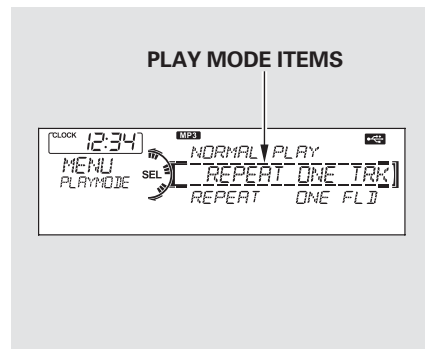 PLAY MODE ITEMS
CLOCK 12:34
MP3
NORMAL PLAY
MENU
PLAYMODE
SEL
REPEAT ONE TRK
REPEAT ONE FLD